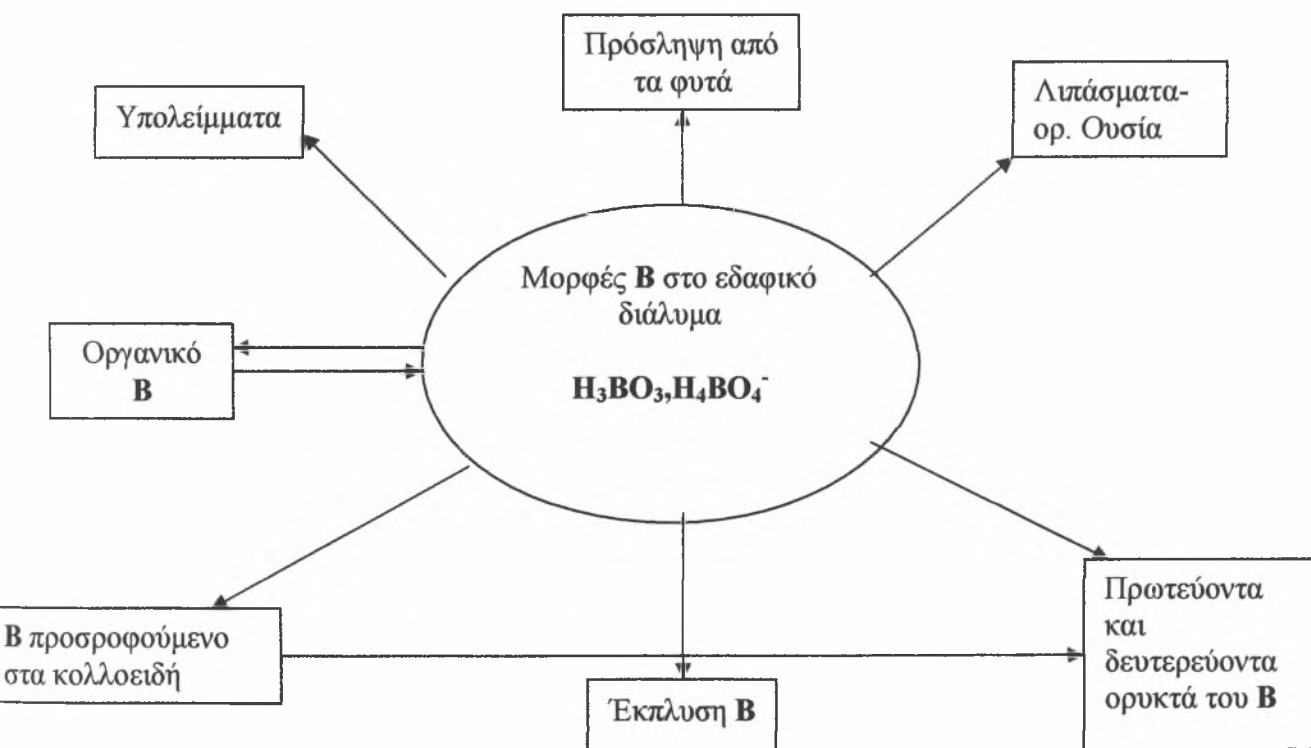 Πρόσληψη από
τα φυτά
Υπολείμματα
Λιπάσματα-
ορ. Ουσία
Μορφές B στο εδαφικό
διάλυμα
H₃BO₃,H₄BO₄⁻
Οργανικό
B
B προσροφούμενο
στα κολλοειδή
Έκπλυση B
Πρωτεύοντα
και
δευτερεύοντα
ορυκτά του B